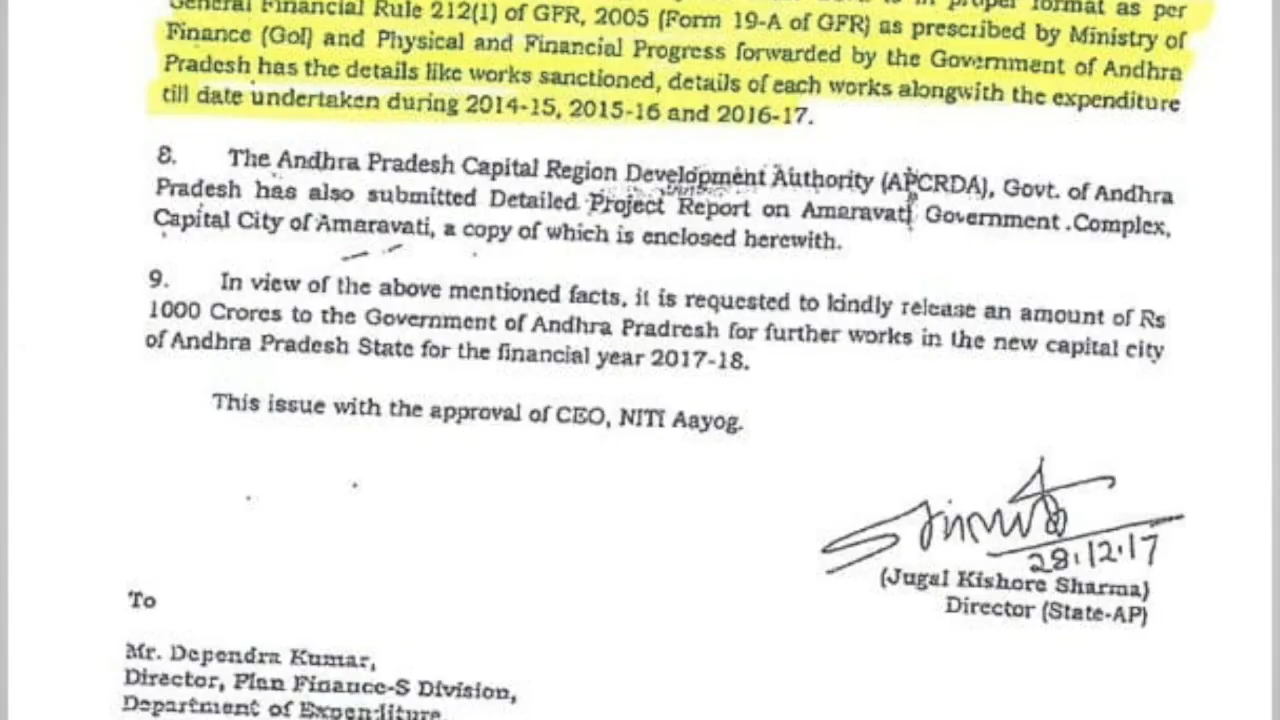 General Financial Rule 212(1) of GFR, 2005 (Form 19-A of GFR) as prescribed by Ministry of
Finance (GoI) and Physical and Financial Progress forwarded by the Government of Andhra
Pradesh has the details like works sanctioned, details of each works alongwith the expenditure
till date undertaken during 2014-15, 2015-16 and 2016-17.
8. The Andhra Pradesh Capital Region Development Authority (APCRDA), Govt. of Andhra
Pradesh has also submitted Detailed Project Report on Amaravati Government .Complex,
Capital City of Amaravati, a copy of which is enclosed herewith.
9. In view of the above mentioned facts, it is requested to kindly release an amount of Rs
1000 Crores to the Government of Andhra Pradresh for further works in the new capital city
of Andhra Pradesh State for the financial year 2017-18.
This issue with the approval of CEO, NITI Aayog.
28.12.17
(Jugal Kishore Sharma)
Director (State-AP)
To
Mr. Dependra Kumar,
Director, Plan Finance-S Division,
Department of Expenditure,